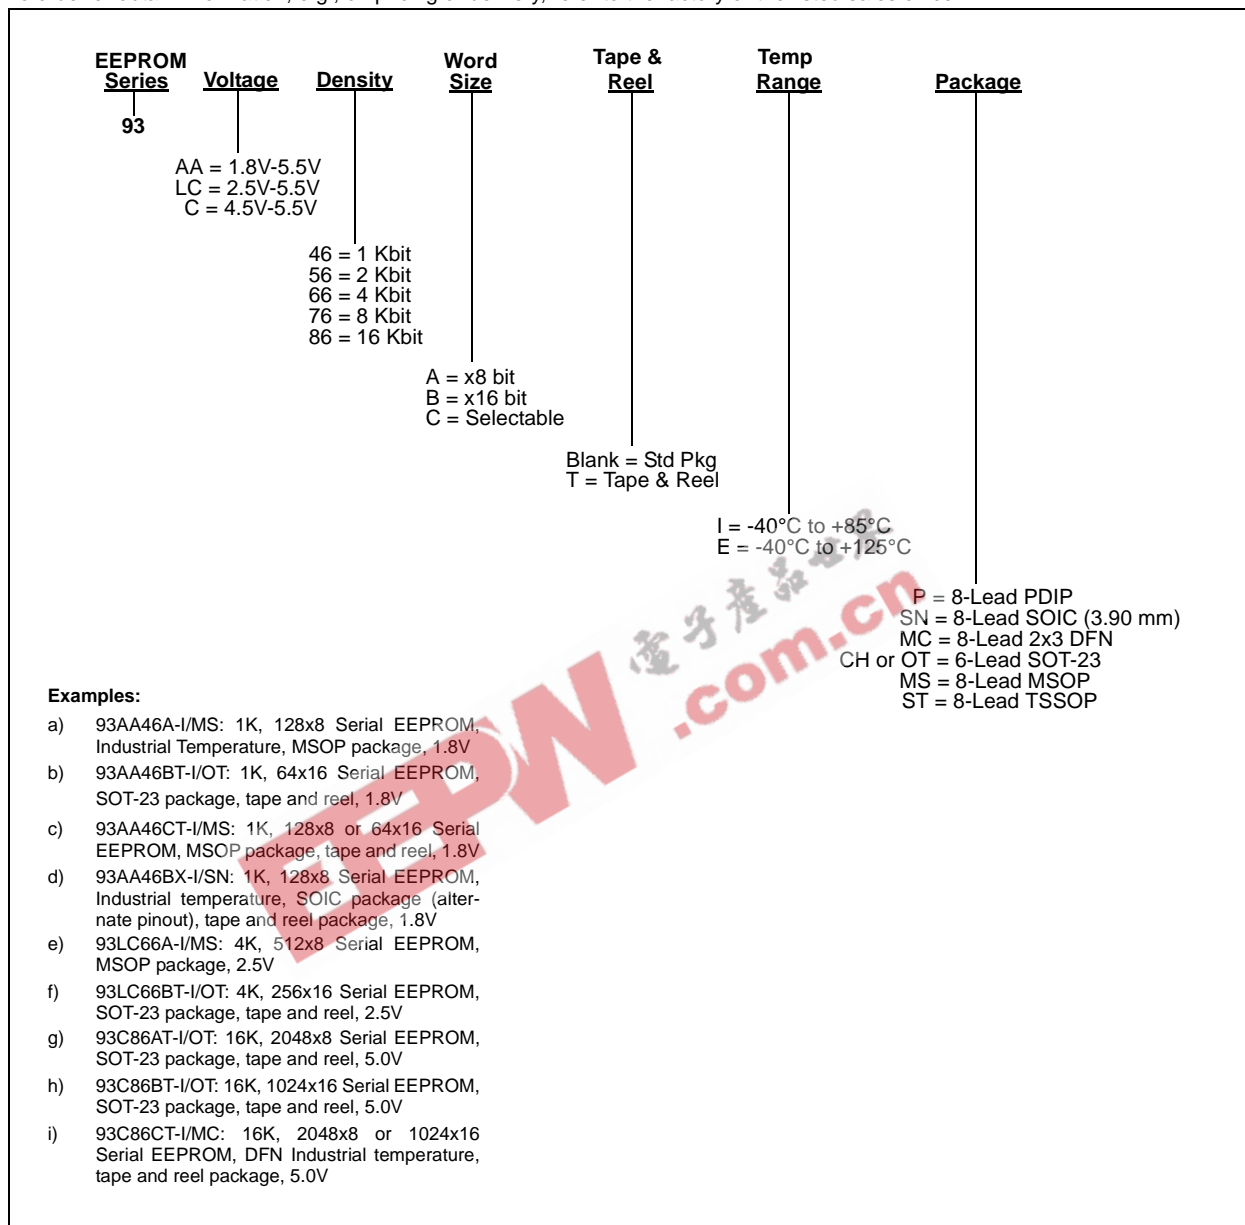 EEPROM
Series
Voltage
Density
Word
Size
Tape &
Reel
Temp
Range
Package
93
AA = 1.8V-5.5V
LC = 2.5V-5.5V
C = 4.5V-5.5V
46 = 1 Kbit
56 = 2 Kbit
66 = 4 Kbit
76 = 8 Kbit
86 = 16 Kbit
A = x8 bit
B = x16 bit
C = Selectable
Blank = Std Pkg
T = Tape & Reel
I = -40°C to +85°C
E = -40°C to +125°C
P = 8-Lead PDIP
SN = 8-Lead SOIC (3.90 mm)
MC = 8-Lead 2x3 DFN
CH or OT = 6-Lead SOT-23
MS = 8-Lead MSOP
ST = 8-Lead TSSOP
Examples:
a) 93AA46A-I/MS: 1K, 128x8 Serial EEPROM,
Industrial Temperature, MSOP package, 1.8V
b) 93AA46BT-I/OT: 1K, 64x16 Serial EEPROM,
SOT-23 package, tape and reel, 1.8V
c) 93AA46CT-I/MS: 1K, 128x8 or 64x16 Serial
EEPROM, MSOP package, tape and reel, 1.8V
d) 93AA46BX-I/SN: 1K, 128x8 Serial EEPROM,
Industrial temperature, SOIC package (alter-
nate pinout), tape and reel package, 1.8V
e) 93LC66A-I/MS: 4K, 512x8 Serial EEPROM,
MSOP package, 2.5V
f) 93LC66BT-I/OT: 4K, 256x16 Serial EEPROM,
SOT-23 package, tape and reel, 2.5V
g) 93C86AT-I/OT: 16K, 2048x8 Serial EEPROM,
SOT-23 package, tape and reel, 5.0V
h) 93C86BT-I/OT: 16K, 1024x16 Serial EEPROM,
SOT-23 package, tape and reel, 5.0V
i) 93C86CT-I/MC: 16K, 2048x8 or 1024x16
Serial EEPROM, DFN Industrial temperature,
tape and reel package, 5.0V
EEPW
.com.cn
電子產品世界